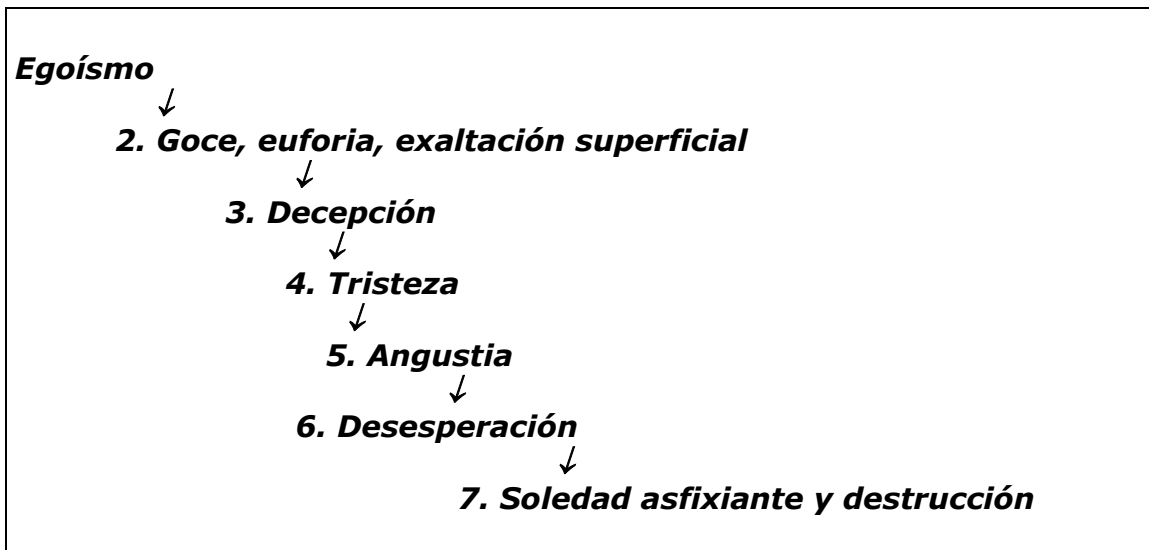 Egoísmo
2. Goce, euforia, exaltación superficial
3. Decepción
4. Tristeza
5. Angustia
6. Desesperación
7. Soledad asfixiante y destrucción